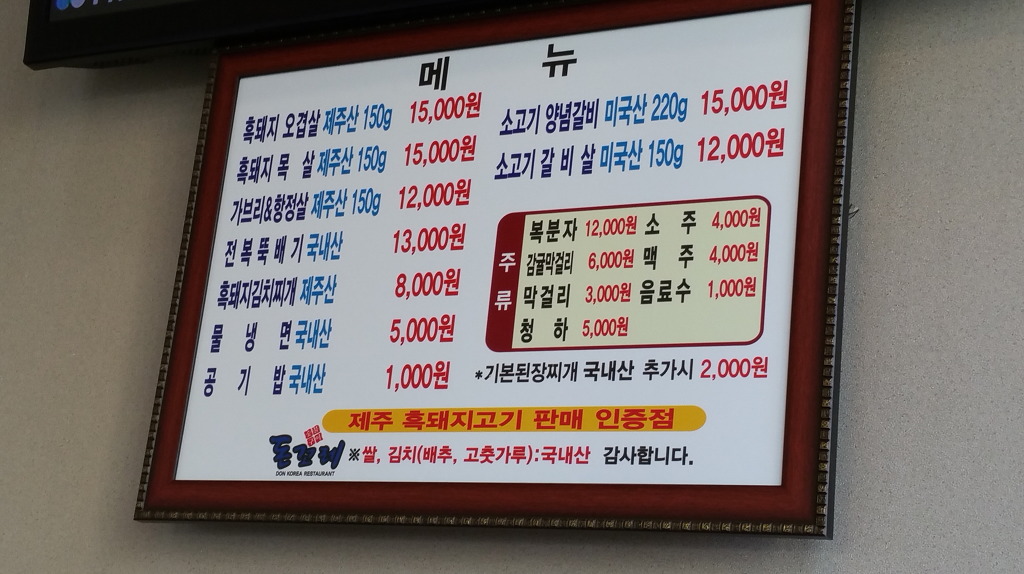 메 뉴
흑돼지 오겹살 제주산 150g 15,000원
흑돼지 목 살 제주산 150g 15,000원
가브리&항정살 제주산 150g 12,000원
전 복 뚝 배 기 국내산 13,000원
흑돼지김치찌개 제주산 8,000원
물 냉 면 국내산 5,000원
공 기 밥 국내산 1,000원
소고기 양념갈비 미국산 220g 15,000원
소고기 갈 비 살 미국산 150g 12,000원
주류
복분자 12,000원 소 주 4,000원
감귤막걸리 6,000원 맥 주 4,000원
막걸리 3,000원 음료수 1,000원
청 하 5,000원
*기본된장찌개 국내산 추가시 2,000원
제주 흑돼지고기 판매 인증점
돈꼬레
DON KOREA RESTAURANT
※쌀, 김치(배추, 고춧가루):국내산 감사합니다.